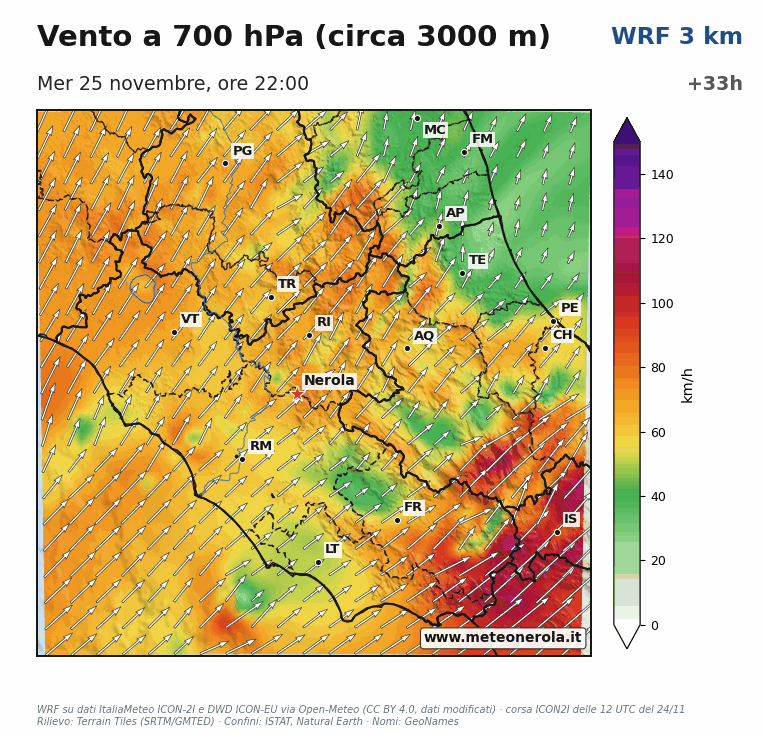 Vento a 700 hPa (circa 3000 m)
WRF 3 km
Mer 25 novembre, ore 22:00
+33h
MC
FM
PG
AP
TE
TR
PE
VT
RI
CH
AQ
Nerola
RM
FR
IS
LT
www.meteonerola.it
140
120
100
80
60
40
20
0
km/h
WRF su dati ItaliaMeteo ICON-2I e DWD ICON-EU via Open-Meteo (CC BY 4.0, dati modificati) · corsa ICON2I delle 12 UTC del 24/11
Rilievo: Terrain Tiles (SRTM/GMTED) · Confini: ISTAT, Natural Earth · Nomi: GeoNames